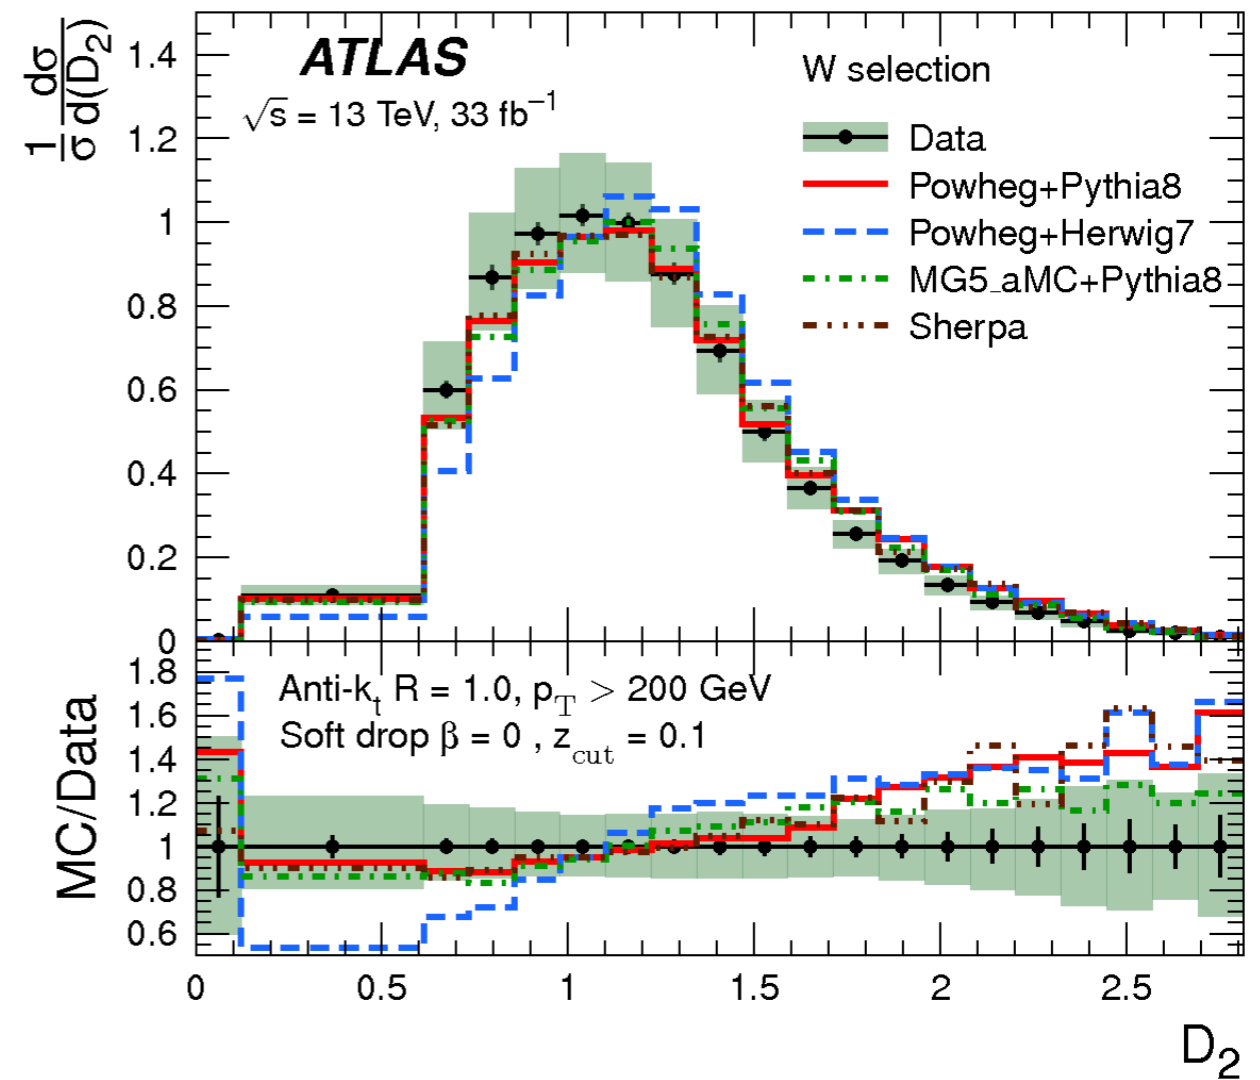 1/σ dσ/d(D₂)
ATLAS
√s = 13 TeV, 33 fb⁻¹
W selection
Data
Powheg+Pythia8
Powheg+Herwig7
MG5_aMC+Pythia8
Sherpa
1.4
1.2
1
0.8
0.6
0.4
0.2
0
MC/Data
Anti-kₜ R = 1.0, p_T > 200 GeV
Soft drop β = 0 , z_cut = 0.1
1.8
1.6
1.4
1.2
1
0.8
0.6
0 0.5 1 1.5 2 2.5
D₂